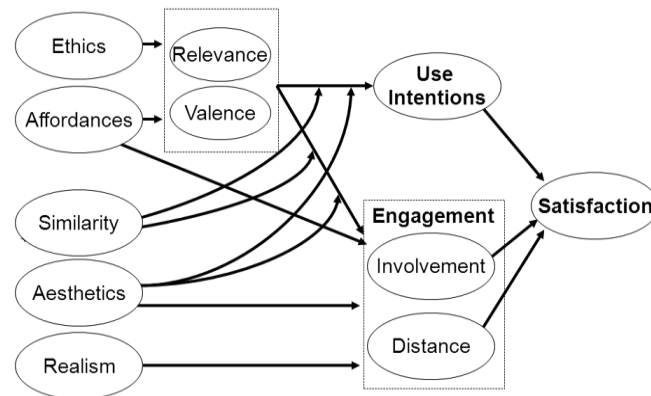 Ethics
Relevance
Use
Intentions
Affordances
Valence
Similarity
Engagement
Satisfaction
Involvement
Aesthetics
Distance
Realism